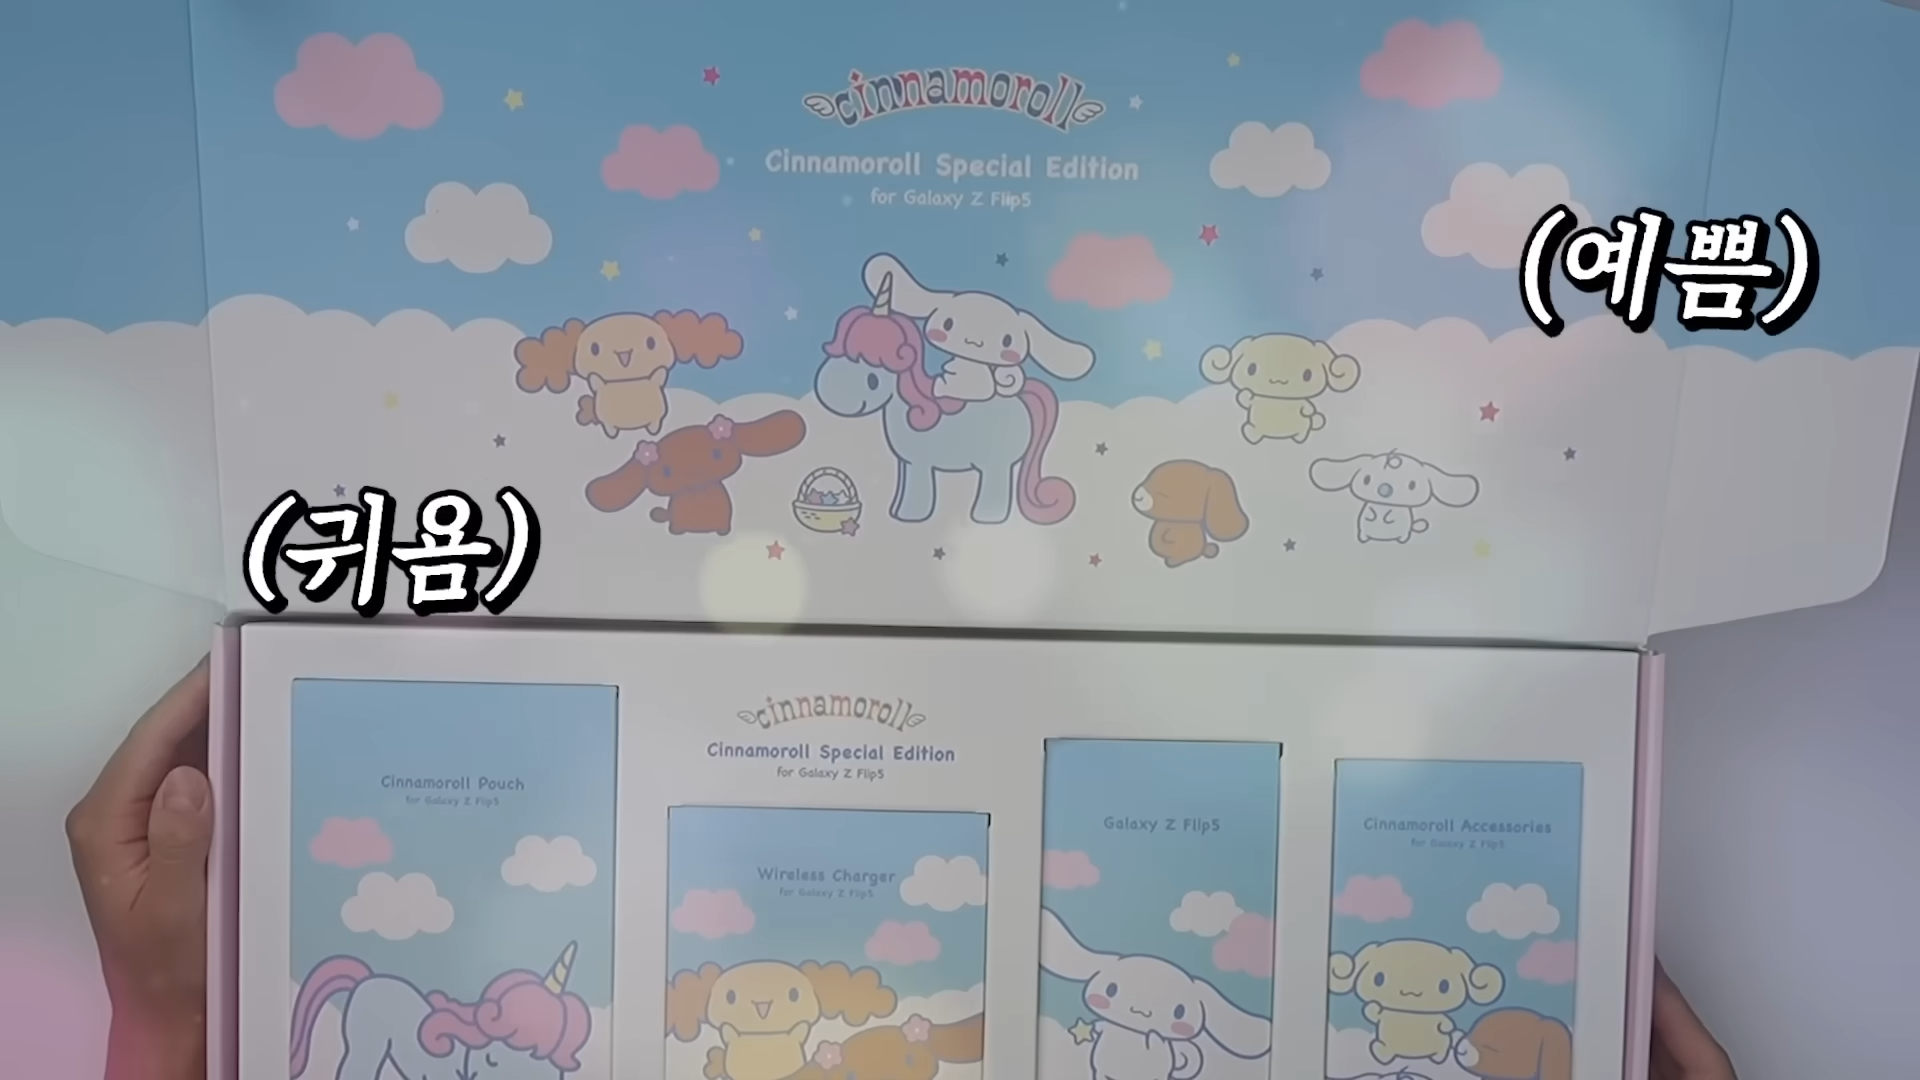 cinnamoroll
Cinnamoroll Special Edition
for Galaxy Z Flip5
(예쁨)
(귀욤)
cinnamoroll
Cinnamoroll Special Edition
for Galaxy Z Flip5
Cinnamoroll Pouch
for Galaxy Z Flip5
Wireless Charger
for Galaxy Z Flip5
Galaxy Z Flip5
Cinnamoroll Accessories
for Galaxy Z Flip5